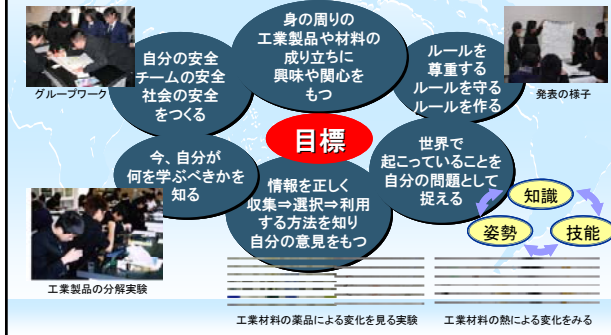 身の周りの
工業製品や材料の
成り立ちに
興味や関心を
もつ
自分の安全
チームの安全
社会の安全
をつくる
ルールを
尊重する
ルールを守る
ルールを作る
グループワーク
発表の様子
目標
今、自分が
何を学ぶべきかを
知る
情報を正しく
収集⇒選択⇒利用
する方法を知り
自分の意見をもつ
世界で
起こっていることを
自分の問題として
捉える
知識
姿勢
技能
工業製品の分解実験
工業材料の薬品による変化を見る実験
工業材料の熱による変化をみる